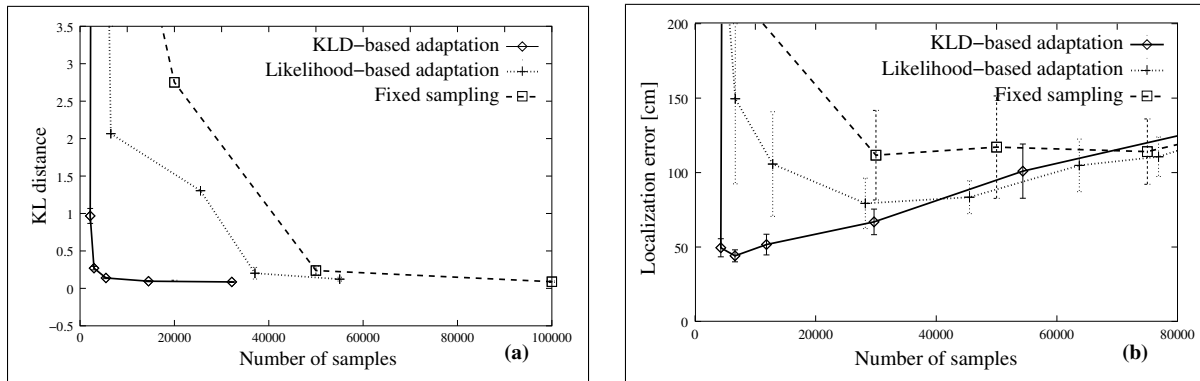 3.5
3
2.5
2
1.5
1
0.5
0
−0.5
KL distance
KLD−based adaptation
Likelihood−based adaptation
Fixed sampling
0 20000 40000 60000 80000 100000
Number of samples
(a)
200
150
100
50
0
Localization error [cm]
KLD−based adaptation
Likelihood−based adaptation
Fixed sampling
0 20000 40000 60000 80000
Number of samples
(b)